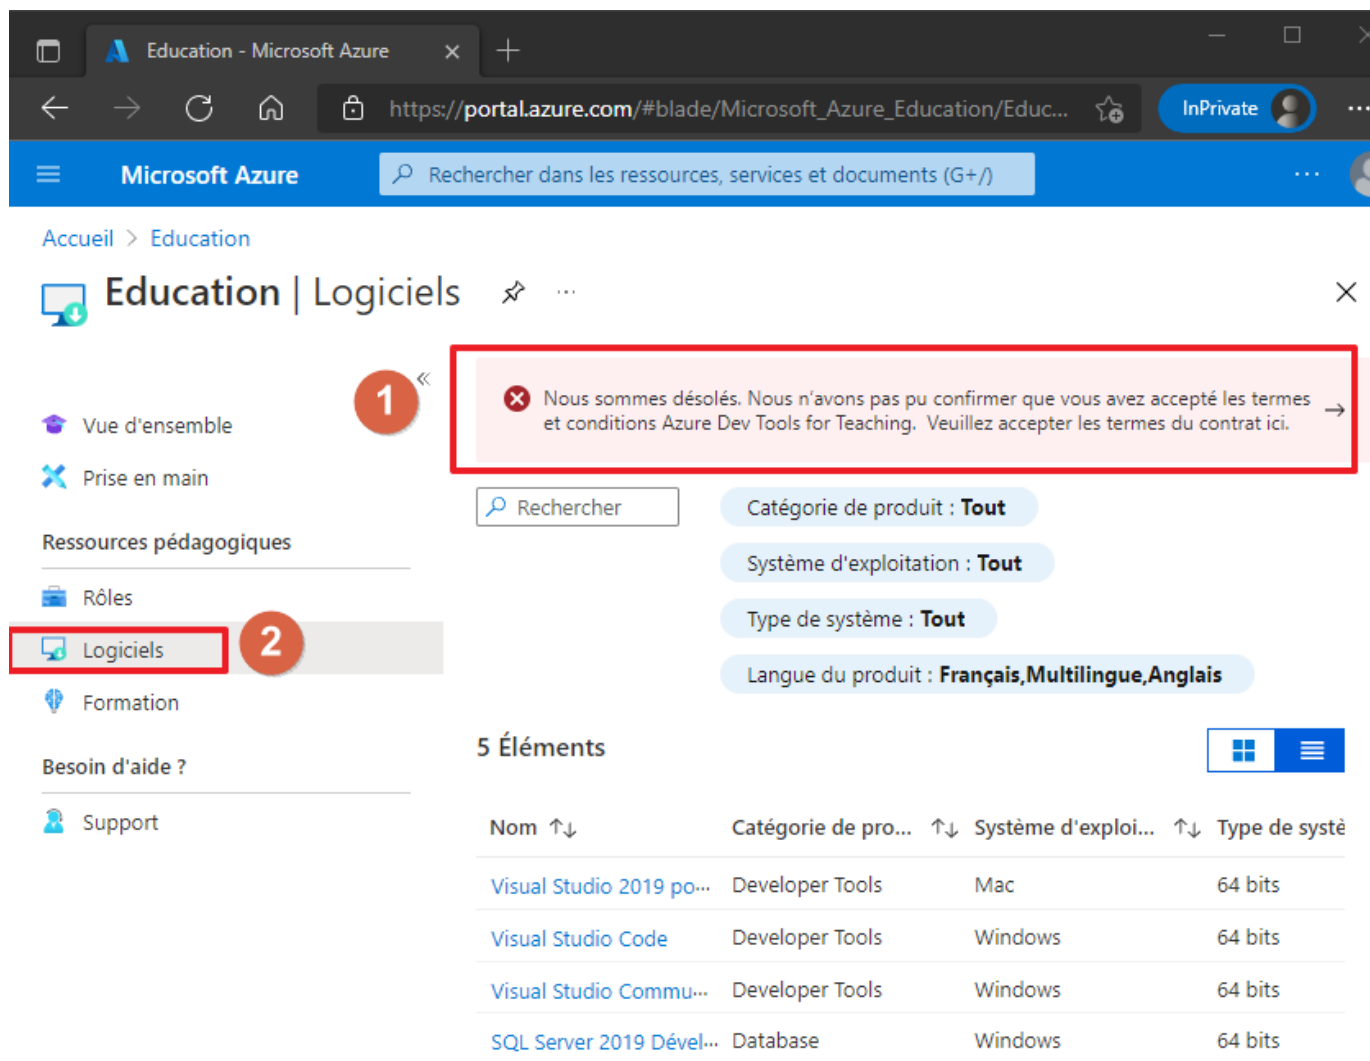 Education - Microsoft Azure
https://portal.azure.com/#blade/Microsoft_Azure_Education/Educ...
InPrivate
Microsoft Azure
Rechercher dans les ressources, services et documents (G+/)
Accueil > Education
Education | Logiciels
1
Nous sommes désolés. Nous n'avons pas pu confirmer que vous avez accepté les termes
et conditions Azure Dev Tools for Teaching. Veuillez accepter les termes du contrat ici.
Vue d'ensemble
Prise en main
Ressources pédagogiques
Rôles
Logiciels
2
Formation
Besoin d'aide ?
Support
Rechercher
Catégorie de produit : Tout
Système d'exploitation : Tout
Type de système : Tout
Langue du produit : Français,Multilingue,Anglais
5 Éléments
Nom Catégorie de pro... Système d'exploi... Type de systè
Visual Studio 2019 po... Developer Tools Mac 64 bits
Visual Studio Code Developer Tools Windows 64 bits
Visual Studio Commu... Developer Tools Windows 64 bits
SQL Server 2019 Dével... Database Windows 64 bits